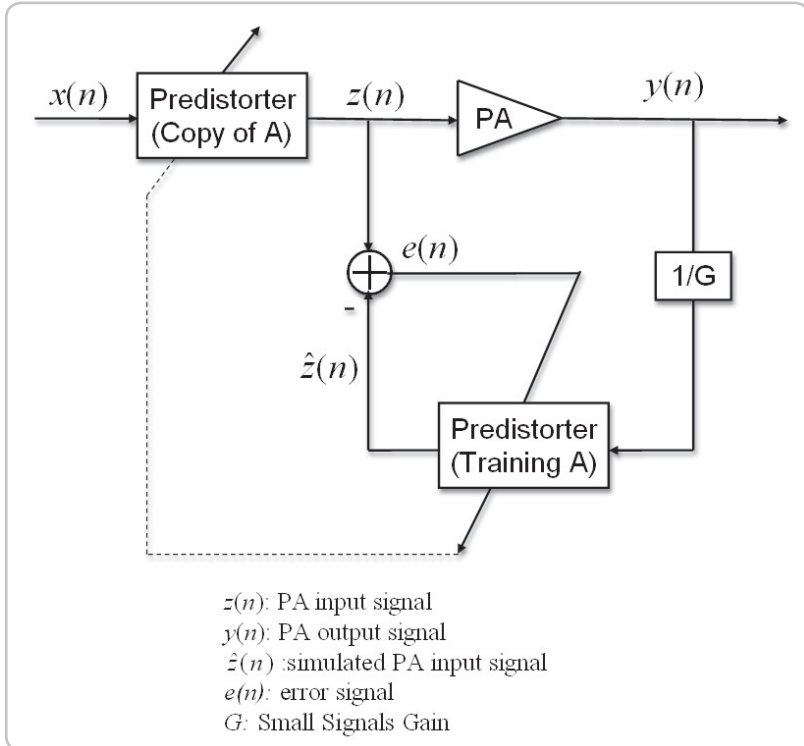 x(n)
Predistorter
(Copy of A)
z(n)
PA
y(n)
e(n)
1/G
-
ẑ(n)
Predistorter
(Training A)
z(n): PA input signal
y(n): PA output signal
ẑ(n) :simulated PA input signal
e(n): error signal
G: Small Signals Gain